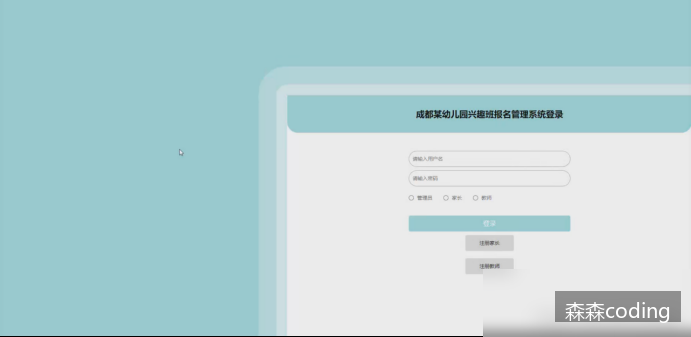 成都某幼儿园兴趣班报名管理系统登录
请输入用户名
请输入密码
管理员 家长 教师
登录
注册家长
注册教师
森森coding